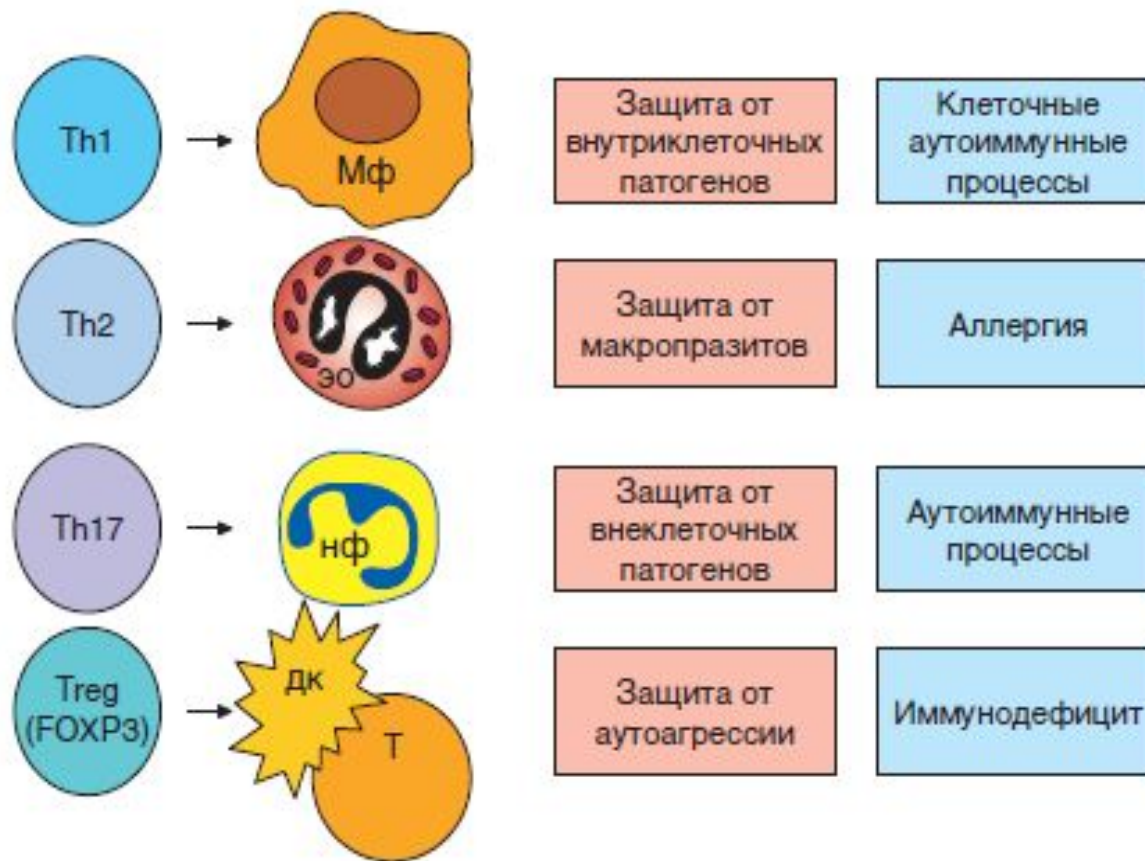 Th1
Мф
Защита от
внутриклеточных
патогенов
Клеточные
аутоиммунные
процессы
Th2
эо
Защита от
макропразитов
Аллергия
Th17
нф
Защита от
внеклеточных
патогенов
Аутоиммунные
процессы
Treg
(FOXP3)
дк
Т
Защита от
аутоагрессии
Иммунодефицит